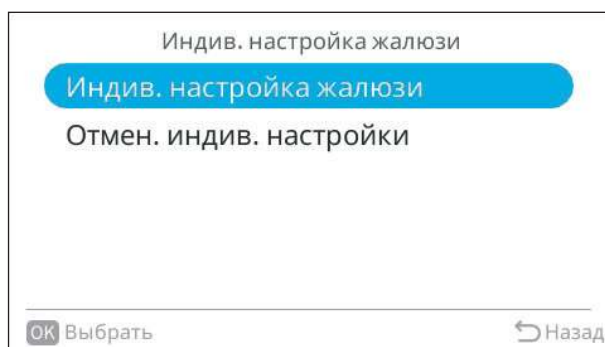 Индив. настройка жалюзи
Индив. настройка жалюзи
Отмен. индив. настройки
OK Выбрать
Назад